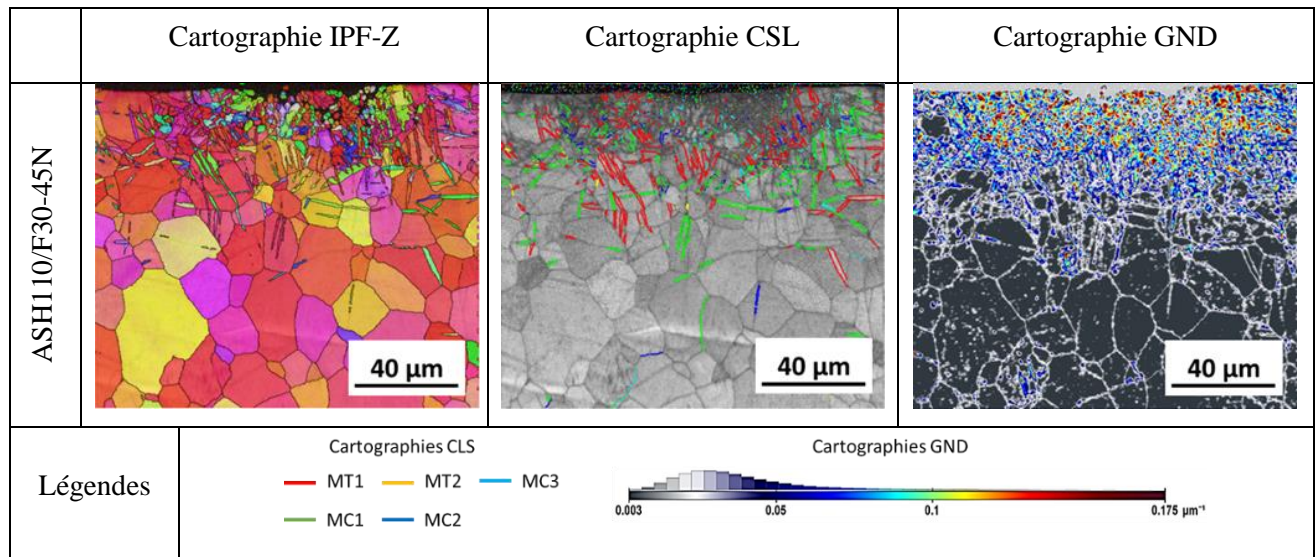 Cartographie IPF-Z
Cartographie CSL
Cartographie GND
ASH110/F30-45N
40 µm
40 µm
40 µm
Légendes
Cartographies CLS
MT1
MT2
MC3
MC1
MC2
Cartographies GND
0.003
0.05
0.1
0.175 µm⁻¹